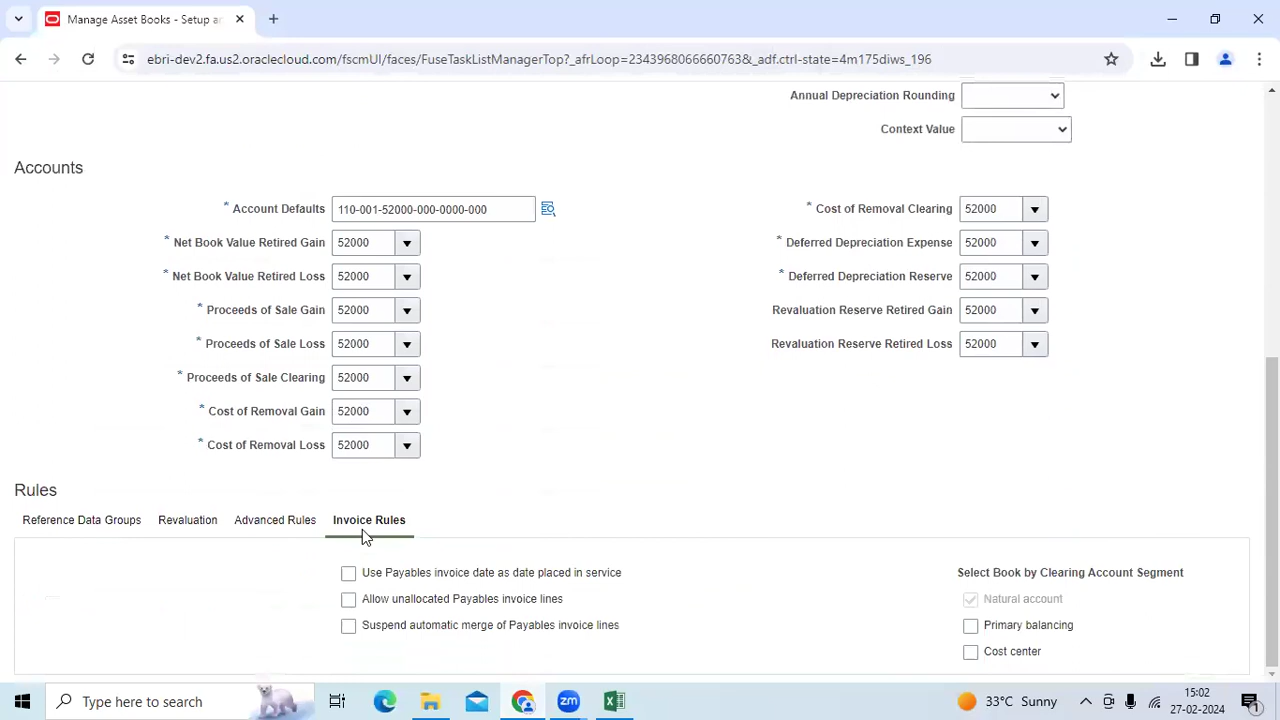 Manage Asset Books - Setup a
ebri-dev2.fa.us2.oraclecloud.com/fscmUI/faces/FuseTaskListManagerTop?_afrLoop=23439680666607638&_adf.ctrl-state=4m175diws_196
Annual Depreciation Rounding
Context Value
Accounts
* Account Defaults 110-001-52000-000-0000-000
* Cost of Removal Clearing 52000
* Net Book Value Retired Gain 52000
* Deferred Depreciation Expense 52000
* Net Book Value Retired Loss 52000
* Deferred Depreciation Reserve 52000
* Proceeds of Sale Gain 52000
Revaluation Reserve Retired Gain 52000
* Proceeds of Sale Loss 52000
Revaluation Reserve Retired Loss 52000
* Proceeds of Sale Clearing 52000
* Cost of Removal Gain 52000
* Cost of Removal Loss 52000
Rules
Reference Data Groups Revaluation Advanced Rules Invoice Rules
Use Payables invoice date as date placed in service
Select Book by Clearing Account Segment
Allow unallocated Payables invoice lines
Natural account
Suspend automatic merge of Payables invoice lines
Primary balancing
Cost center
Type here to search
33°C Sunny
15:02
27-02-2024
1